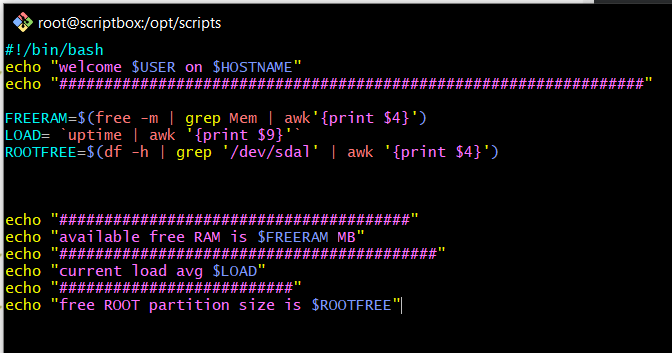 root@scriptbox:/opt/scripts
#!/bin/bash
echo "welcome $USER on $HOSTNAME"
echo "#################################################################"
FREERAM=$(free -m | grep Mem | awk'{print $4}')
LOAD= `uptime | awk '{print $9}'`
ROOTFREE=$(df -h | grep '/dev/sdal' | awk '{print $4}')
echo "#######################################"
echo "available free RAM is $FREERAM MB"
echo "##########################################"
echo "current load avg $LOAD"
echo "##########################"
echo "free ROOT partition size is $ROOTFREE"